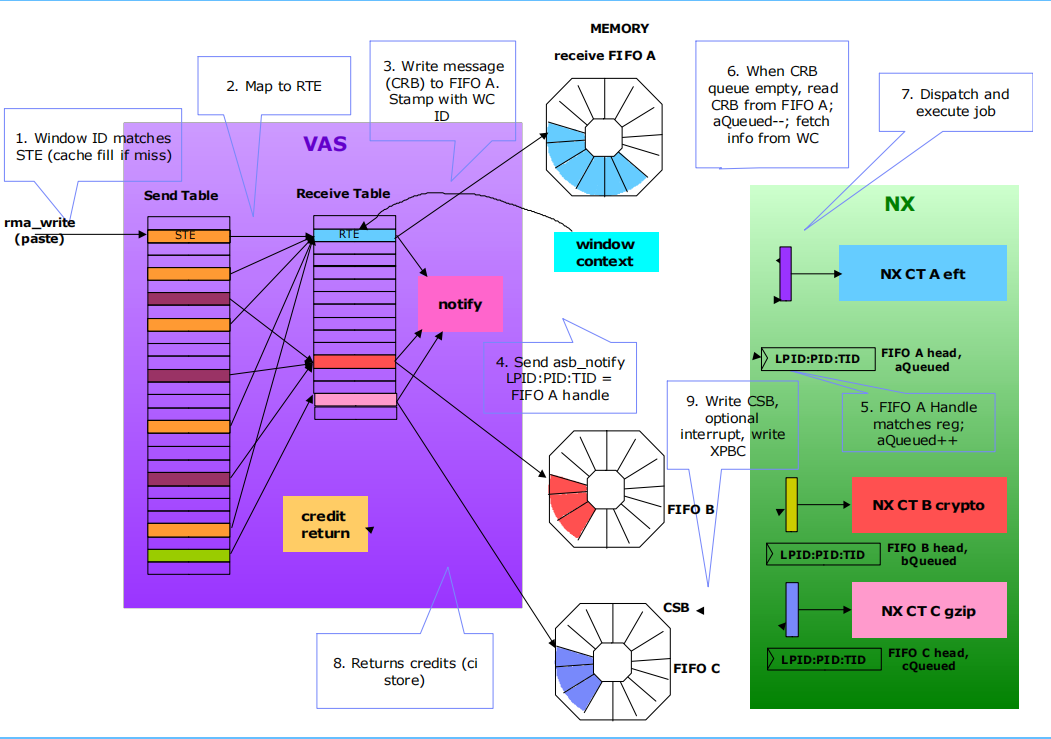 MEMORY
receive FIFO A
1. Window ID matches
STE (cache fill if miss)
2. Map to RTE
3. Write message
(CRB) to FIFO A.
Stamp with WC
ID
6. When CRB
queue empty, read
CRB from FIFO A;
aQueued--; fetch
info from WC
7. Dispatch and
execute job
VAS
Send Table
Receive Table
rma_write
(paste)
STE
RTE
window
context
notify
NX
NX CT A eft
LPID:PID:TID
FIFO A head,
aQueued
4. Send asb_notify
LPID:PID:TID =
FIFO A handle
9. Write CSB,
optional
interrupt, write
XPBC
5. FIFO A Handle
matches reg;
aQueued++
credit
return
FIFO B
NX CT B crypto
LPID:PID:TID
FIFO B head,
bQueued
CSB
NX CT C gzip
FIFO C
LPID:PID:TID
FIFO C head,
cQueued
8. Returns credits (ci
store)